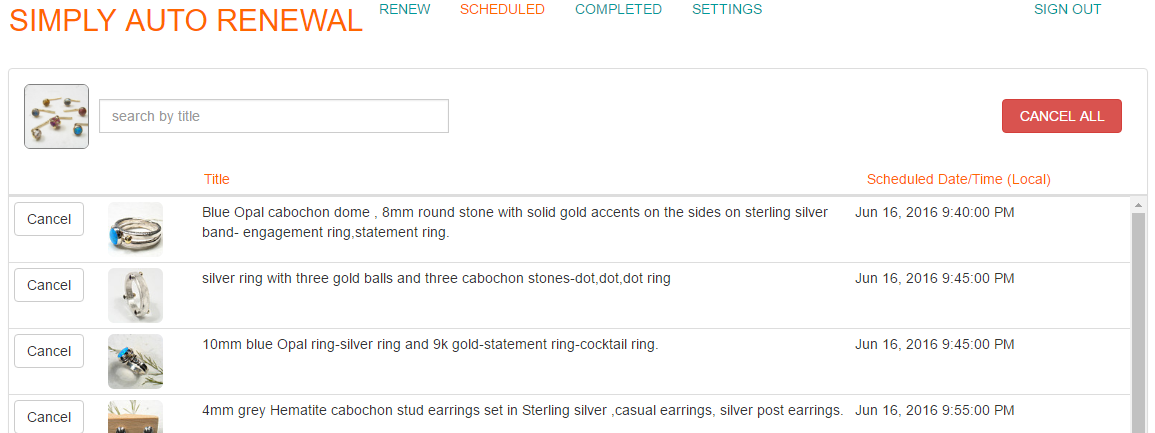 SIMPLY AUTO RENEWAL RENEW SCHEDULED COMPLETED SETTINGS SIGN OUT
search by title CANCEL ALL
Title Scheduled Date/Time (Local)
Cancel Blue Opal cabochon dome , 8mm round stone with solid gold accents on the sides on sterling silver Jun 16, 2016 9:40:00 PM
band- engagement ring,statement ring.
Cancel silver ring with three gold balls and three cabochon stones-dot,dot,dot ring Jun 16, 2016 9:45:00 PM
Cancel 10mm blue Opal ring-silver ring and 9k gold-statement ring-cocktail ring. Jun 16, 2016 9:45:00 PM
Cancel 4mm grey Hematite cabochon stud earrings set in Sterling silver ,casual earrings, silver post earrings. Jun 16, 2016 9:55:00 PM